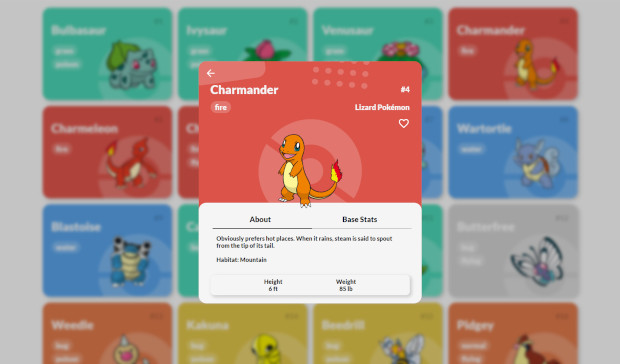 Bulbasaur
grass
poison
Ivysaur
grass
Venusaur
grass
Charmander
fire
Charmander
#4
fire
Lizard Pokémon
About
Base Stats
Obviously prefers hot places. When it rains, steam is said to spout
from the tip of its tail.
Habitat: Mountain
Height
Weight
6 ft
85 lb
Charmeleon
fire
Wartortle
water
Blastoise
water
Butterfree
bug
flying
Weedle
bug
poison
Kakuna
bug
poison
Beedrill
bug
poison
Pidgey
normal
flying